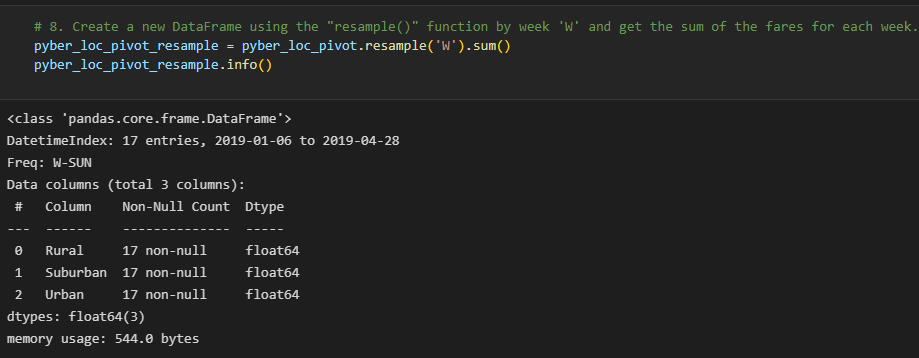 # 8. Create a new DataFrame using the "resample()" function by week 'W' and get the sum of the fares for each week.
pyber_loc_pivot_resample = pyber_loc_pivot.resample('W').sum()
pyber_loc_pivot_resample.info()
<class 'pandas.core.frame.DataFrame'>
DatetimeIndex: 17 entries, 2019-01-06 to 2019-04-28
Freq: W-SUN
Data columns (total 3 columns):
 #   Column    Non-Null Count  Dtype
---  ------    --------------  -----
 0   Rural     17 non-null     float64
 1   Suburban  17 non-null     float64
 2   Urban     17 non-null     float64
dtypes: float64(3)
memory usage: 544.0 bytes